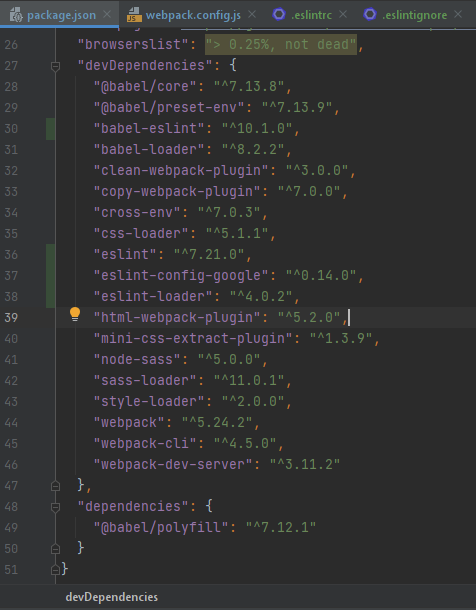 package.json webpack.config.js .eslintrc .eslintignore
26 "browserslist": "> 0.25%, not dead",
27 "devDependencies": {
28 "@babel/core": "^7.13.8",
29 "@babel/preset-env": "^7.13.9",
30 "babel-eslint": "^10.1.0",
31 "babel-loader": "^8.2.2",
32 "clean-webpack-plugin": "^3.0.0",
33 "copy-webpack-plugin": "^7.0.0",
34 "cross-env": "^7.0.3",
35 "css-loader": "^5.1.1",
36 "eslint": "^7.21.0",
37 "eslint-config-google": "^0.14.0",
38 "eslint-loader": "^4.0.2",
39 "html-webpack-plugin": "^5.2.0",
40 "mini-css-extract-plugin": "^1.3.9",
41 "node-sass": "^5.0.0",
42 "sass-loader": "^11.0.1",
43 "style-loader": "^2.0.0",
44 "webpack": "^5.24.2",
45 "webpack-cli": "^4.5.0",
46 "webpack-dev-server": "^3.11.2"
47 },
48 "dependencies": {
49 "@babel/polyfill": "^7.12.1"
50 }
51 }
devDependencies